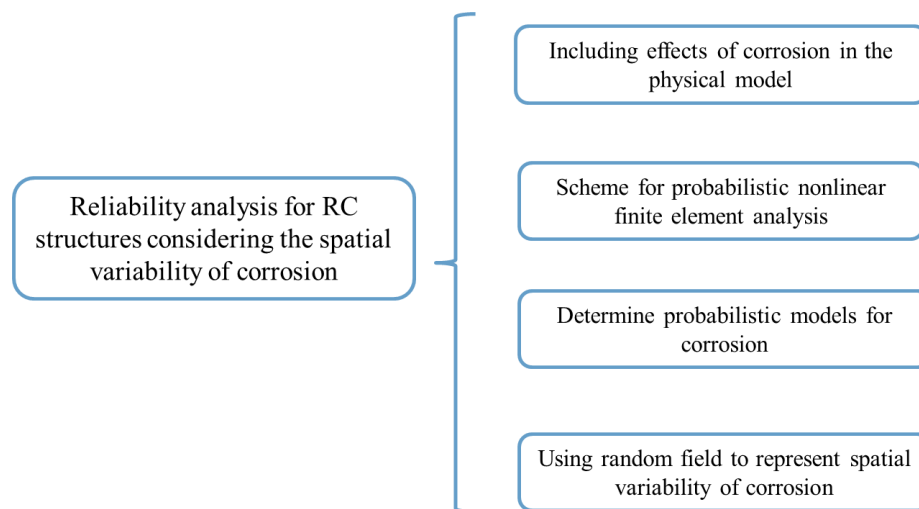 Reliability analysis for RC
structures considering the spatial
variability of corrosion
Including effects of corrosion in the
physical model
Scheme for probabilistic nonlinear
finite element analysis
Determine probabilistic models for
corrosion
Using random field to represent spatial
variability of corrosion